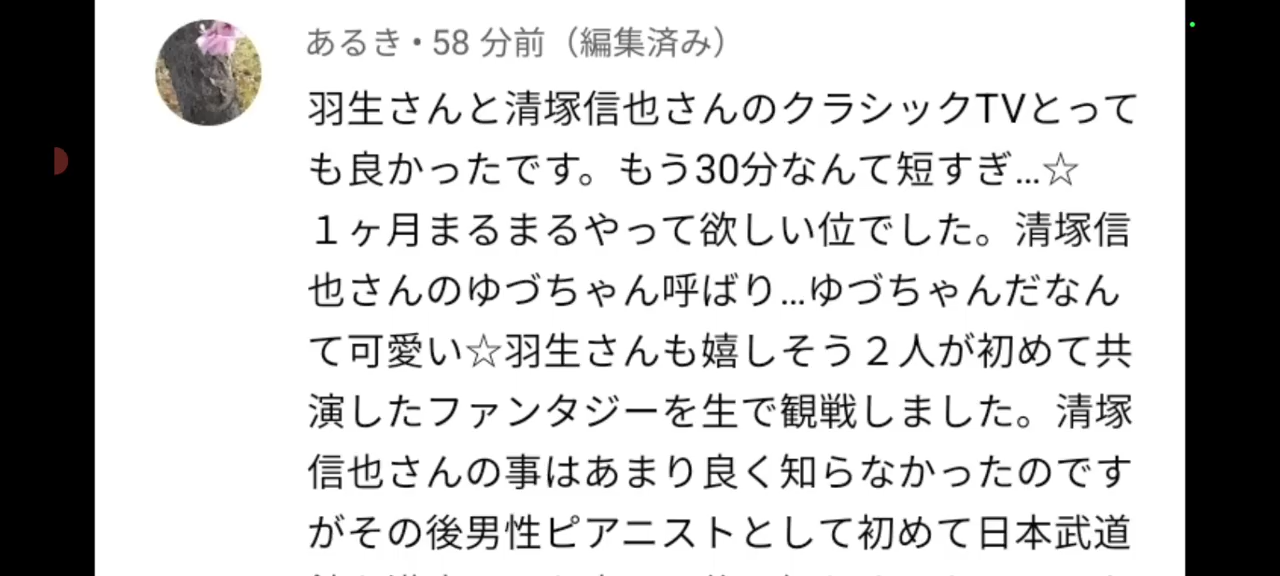 あるき • 58 分前（編集済み）
羽生さんと清塚信也さんのクラシックTVとって
も良かったです。もう30分なんて短すぎ…☆
１ヶ月まるまるやって欲しい位でした。清塚信
也さんのゆづちゃん呼ばり…ゆづちゃんだなん
て可愛い☆羽生さんも嬉しそう２人が初めて共
演したファンタジーを生で観戦しました。清塚
信也さんの事はあまり良く知らなかったのです
がその後男性ピアニストとして初めて日本武道